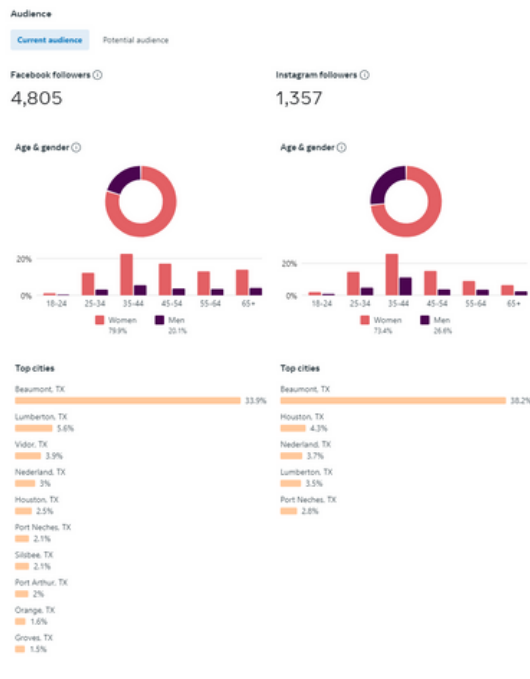 Audience
Current audience Potential audience
Facebook followers
4,805
Instagram followers
1,357
Age & gender
20%
0%
18-24 25-34 35-44 45-54 55-64 65+
Women Men
79.9% 20.1%
Age & gender
20%
0%
18-24 25-34 35-44 45-54 55-64 65+
Women Men
73.4% 26.6%
Top cities
Beaumont, TX
33.9%
Lumberton, TX
5.6%
Vidor, TX
3.9%
Nederland, TX
3%
Houston, TX
2.5%
Port Neches, TX
2.1%
Silsbee, TX
2.1%
Port Arthur, TX
2%
Orange, TX
1.6%
Groves, TX
1.5%
Top cities
Beaumont, TX
38.2%
Houston, TX
4.3%
Nederland, TX
3.7%
Lumberton, TX
3.5%
Port Neches, TX
2.8%